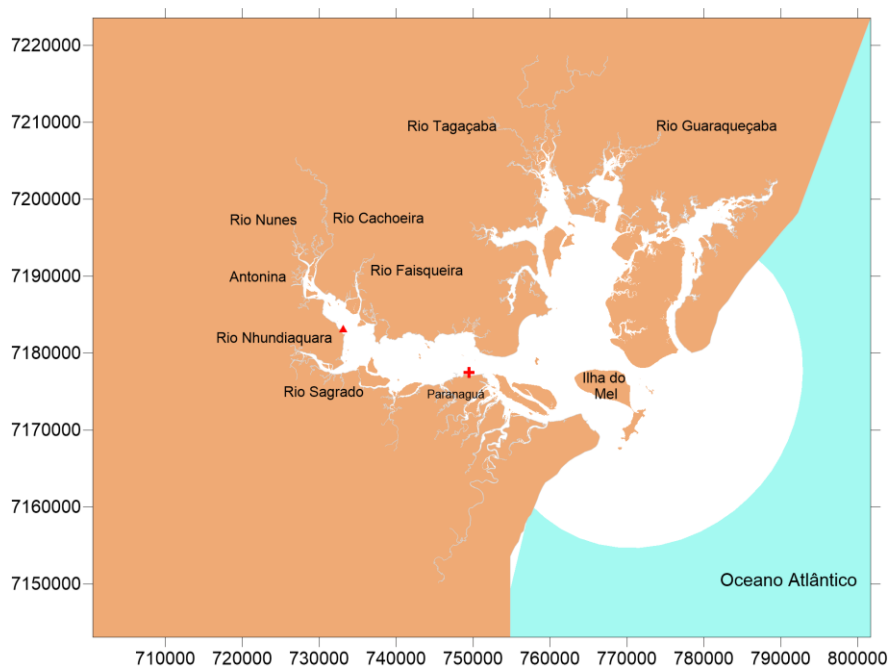 7220000
7210000
Rio Tagaçaba
Rio Guaraqueçaba
7200000
Rio Nunes
Rio Cachoeira
7190000
Antonina
Rio Faisqueira
Rio Nhundiaquara
7180000
Ilha do
Mel
Rio Sagrado
Paranaguá
7170000
7160000
7150000
Oceano Atlântico
710000
720000
730000
740000
750000
760000
770000
780000
790000
800000